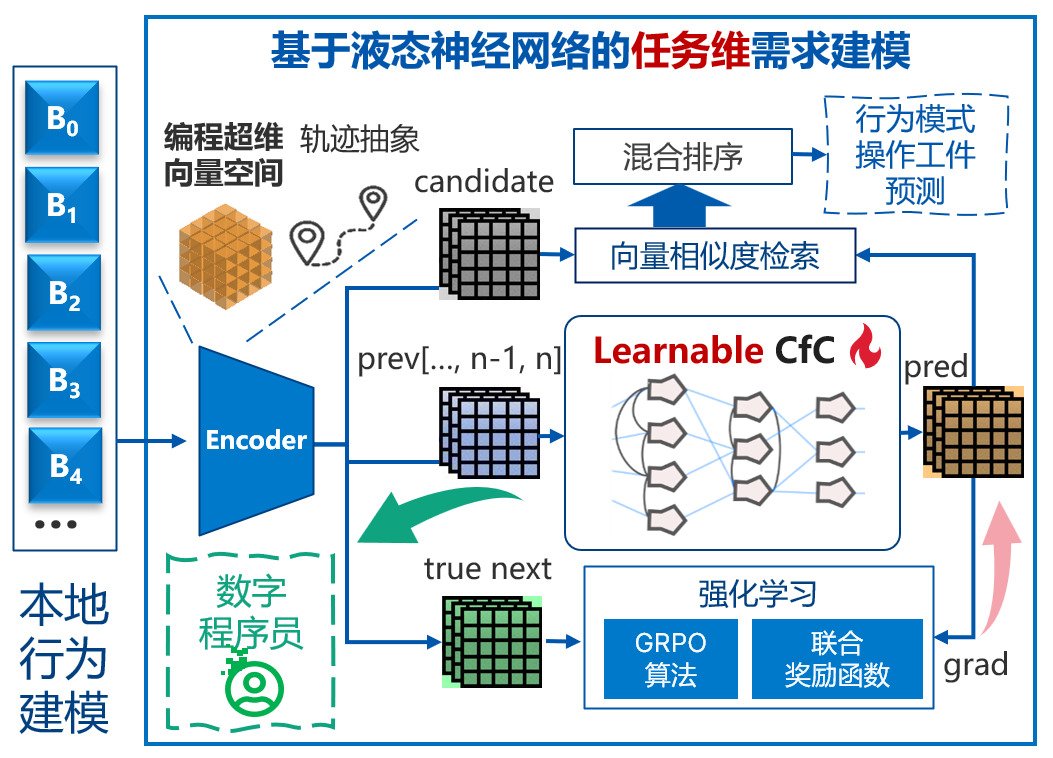 基于液态神经网络的任务维需求建模
B0
B1
B2
B3
B4
...
本地
行为
建模
编程超维
向量空间
轨迹抽象
candidate
混合排序
行为模式
操作工件
预测
向量相似度检索
prev[..., n-1, n]
Learnable CfC
pred
Encoder
true next
数字
程序员
强化学习
GRPO
算法
联合
奖励函数
grad